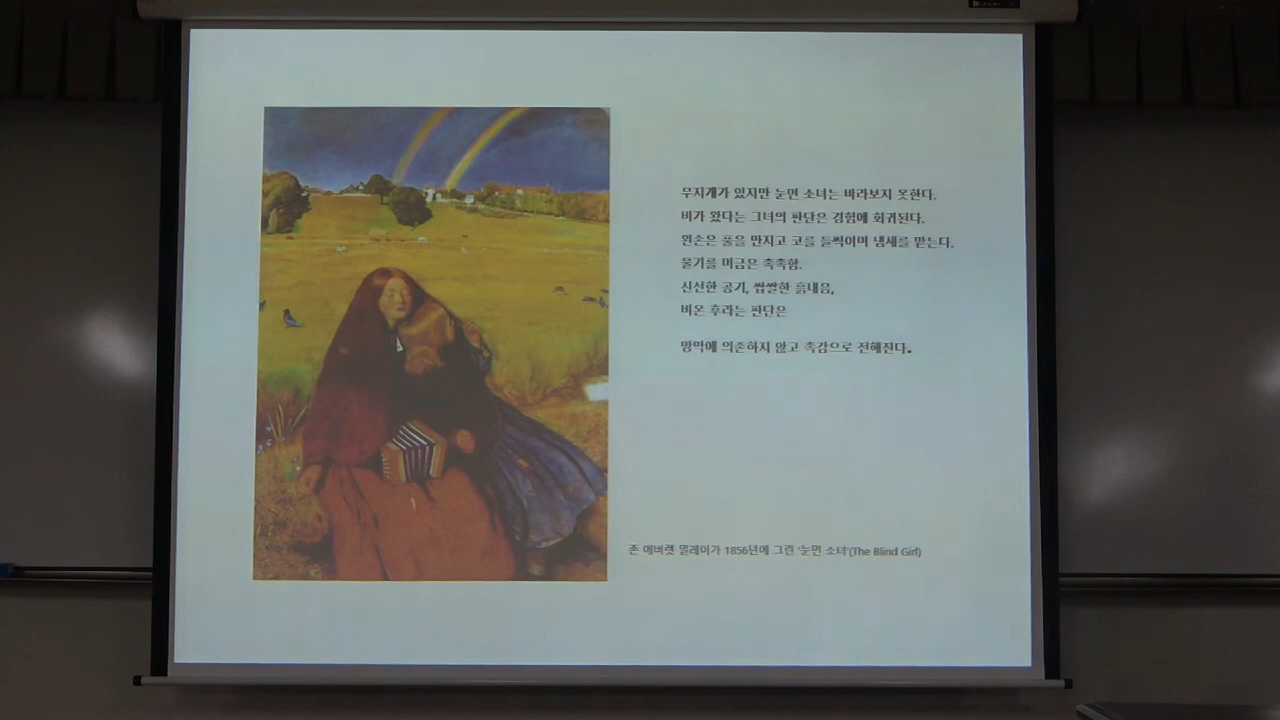 무지개가 있지만 눈먼 소녀는 바라보지 못한다.
비가 왔다는 그녀의 판단은 경험에 회귀된다.
왼손은 풀을 만지고 코를 들썩이며 냄새를 맡는다.
물기를 머금은 촉촉함.
신선한 공기, 쌉쌀한 흙내음,
비온 후라는 판단은
망막에 의존하지 않고 촉감으로 전해진다.
존 에버렛 밀레이가 1856년에 그린 '눈먼 소녀'(The Blind Girl)